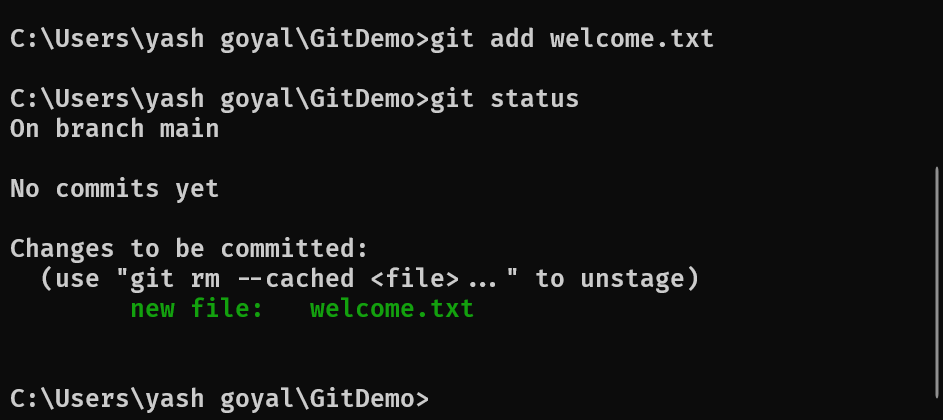 C:\Users\yash goyal\GitDemo>git add welcome.txt
C:\Users\yash goyal\GitDemo>git status
On branch main
No commits yet
Changes to be committed:
  (use "git rm --cached <file>..." to unstage)
        new file:   welcome.txt
C:\Users\yash goyal\GitDemo>